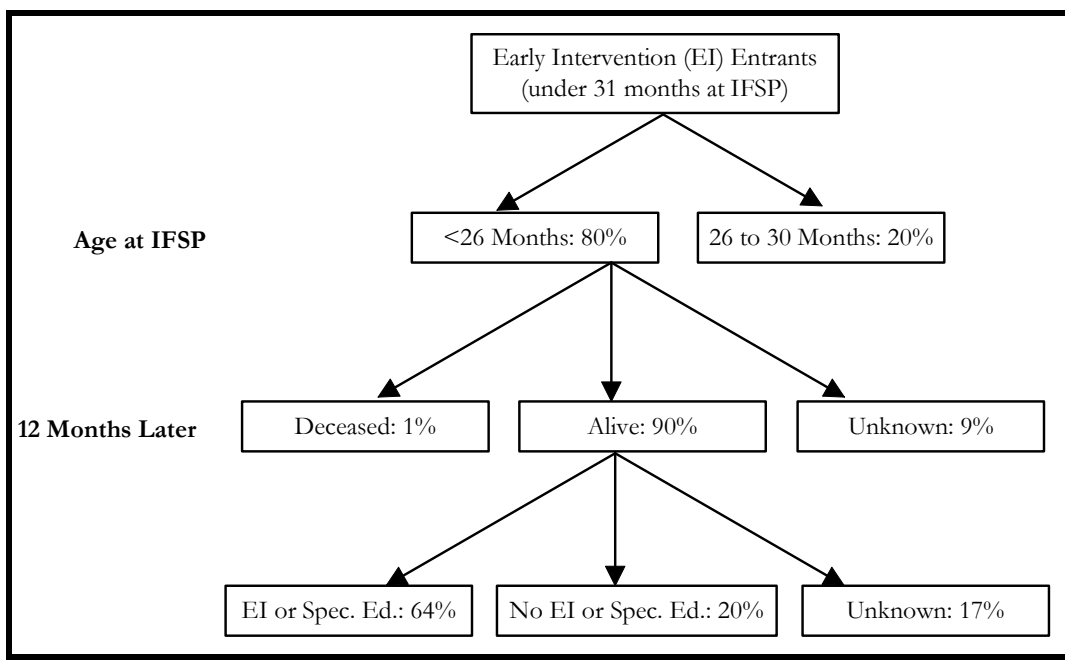 Early Intervention (EI) Entrants
(under 31 months at IFSP)
Age at IFSP
<26 Months: 80%
26 to 30 Months: 20%
12 Months Later
Deceased: 1%
Alive: 90%
Unknown: 9%
EI or Spec. Ed.: 64%
No EI or Spec. Ed.: 20%
Unknown: 17%